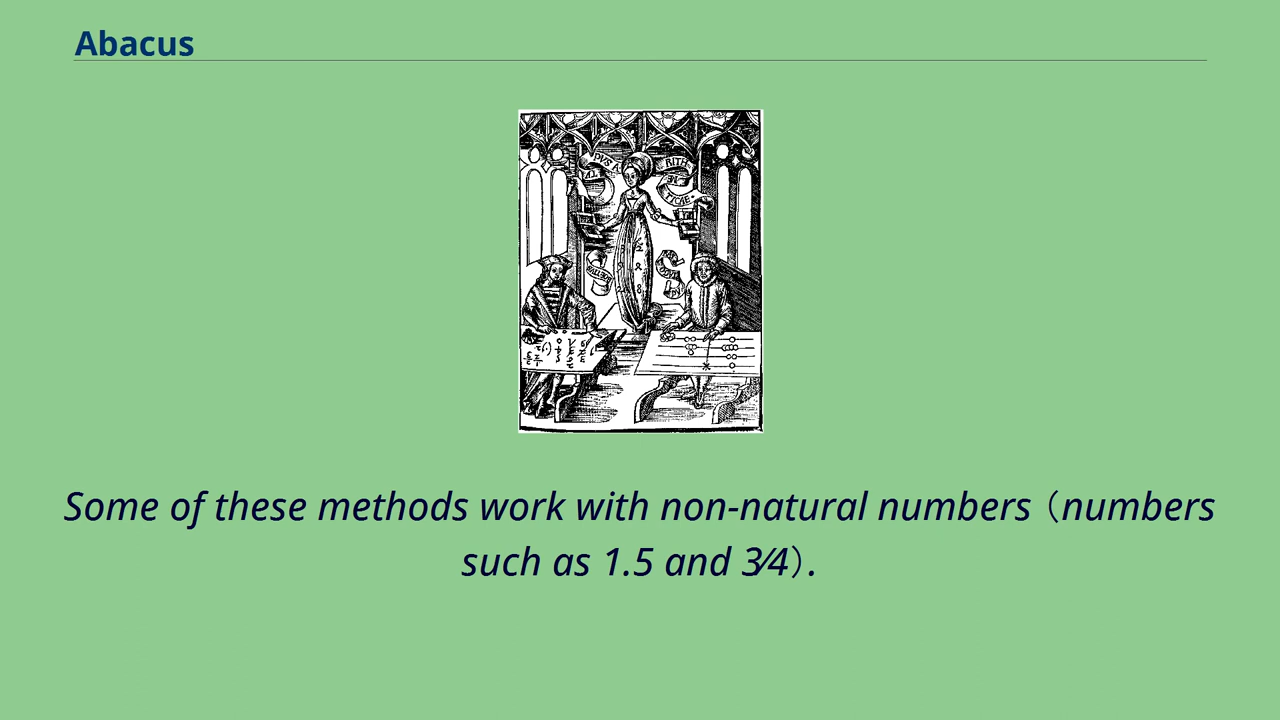 Abacus
Some of these methods work with non-natural numbers (numbers
such as 1.5 and 3⁄4).